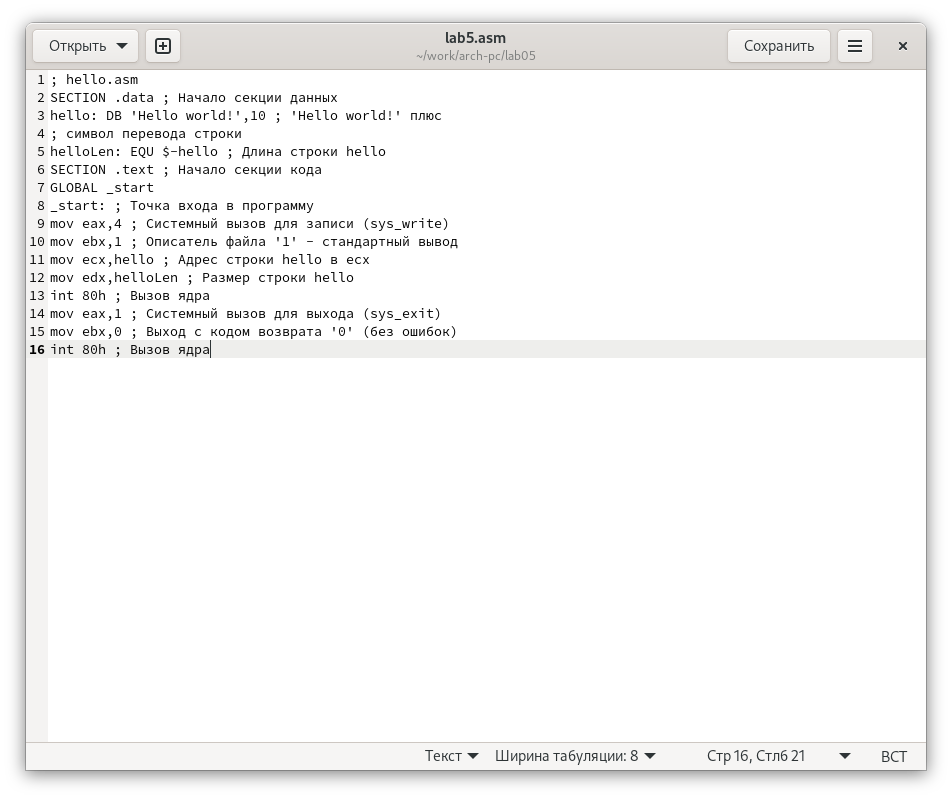 Открыть
lab5.asm
~/work/arch-pc/lab05
Сохранить
1 ; hello.asm
2 SECTION .data ; Начало секции данных
3 hello: DB 'Hello world!',10 ; 'Hello world!' плюс
4 ; символ перевода строки
5 helloLen: EQU $-hello ; Длина строки hello
6 SECTION .text ; Начало секции кода
7 GLOBAL _start
8 _start: ; Точка входа в программу
9 mov eax,4 ; Системный вызов для записи (sys_write)
10 mov ebx,1 ; Описатель файла '1' - стандартный вывод
11 mov ecx,hello ; Адрес строки hello в ecx
12 mov edx,helloLen ; Размер строки hello
13 int 80h ; Вызов ядра
14 mov eax,1 ; Системный вызов для выхода (sys_exit)
15 mov ebx,0 ; Выход с кодом возврата '0' (без ошибок)
16 int 80h ; Вызов ядра
Текст Ширина табуляции: 8 Стр 16, Стлб 21 ВСТ